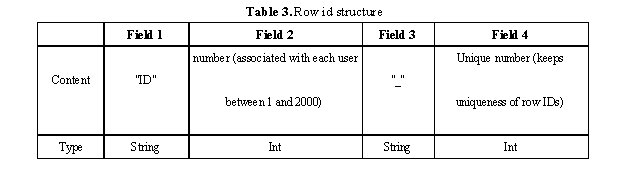 Table 3. Row id structure
Field 1 Field 2 Field 3 Field 4
number (associated with each user Unique number (keeps
Content "ID" "_"
between 1 and 2000) uniqueness of row IDs)
Type String Int String Int